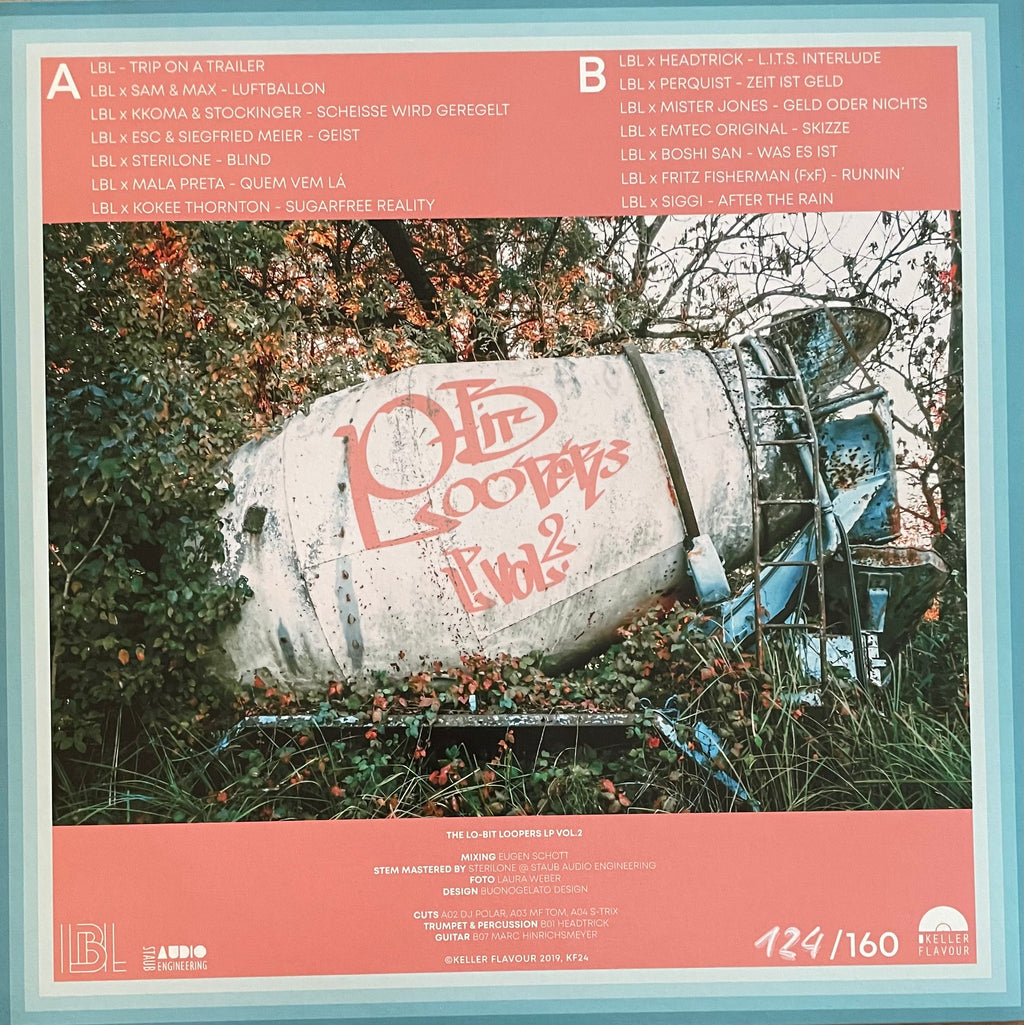 A
LBL - TRIP ON A TRAILER
LBL x SAM & MAX - LUFTBALLON
LBL x KKOMA & STOCKINGER - SCHEISSE WIRD GEREGELT
LBL x ESC & SIEGFRIED MEIER - GEIST
LBL x STERILONE - BLIND
LBL x MALA PRETA - QUEM VEM LÁ
LBL x KOKEE THORNTON - SUGARFREE REALITY
B
LBL x HEADTRICK - L.I.T.S. INTERLUDE
LBL x PERQUIST - ZEIT IST GELD
LBL x MISTER JONES - GELD ODER NICHTS
LBL x EMTEC ORIGINAL - SKIZZE
LBL x BOSHI SAN - WAS ES IST
LBL x FRITZ FISHERMAN (FxF) - RUNNIN'
LBL x SIGGI - AFTER THE RAIN
LO-BIT
LOOPERS
LP VOL. 2
THE LO-BIT LOOPERS LP VOL.2
MIXING EUGEN SCHOTT
STEM MASTERED BY STERILONE @ STAUB AUDIO ENGINEERING
FOTO LAURA WEBER
DESIGN BUONOGELATO DESIGN
CUTS A02 DJ POLAR, A03 MF TOM, A04 S-TRIX
TRUMPET & PERCUSSION B01 HEADTRICK
GUITAR B07 MARC HINRICHSMEYER
©KELLER FLAVOUR 2019, KF24
LBL
STAUB AUDIO
ENGINEERING
124/160
KELLER
FLAVOUR